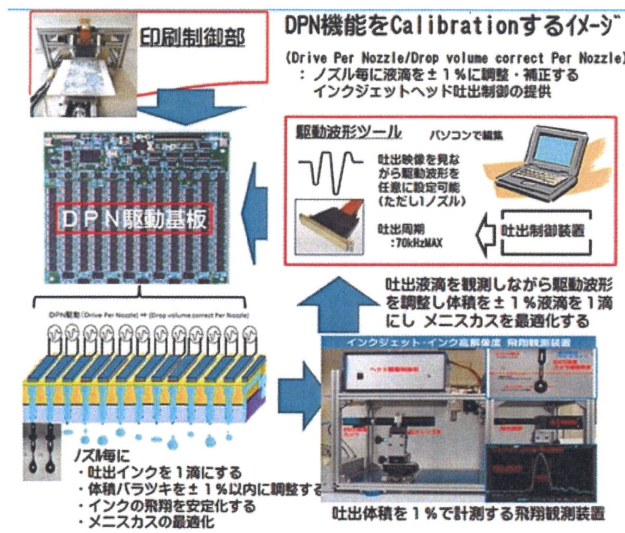 印刷制御部
DPN機能をCalibrationするイメージ
(Drive Per Nozzle/Drop volume correct Per Nozzle)
:ノズル毎に液滴を±1%に調整・補正する
インクジェットヘッド吐出制御の提供
駆動波形ツール
パソコンで編集
吐出映像を見な
がら駆動波形を
任意に設定可能
(ただし1ノズル)
吐出周期
:70kHzMAX
吐出制御装置
DPN駆動基板
吐出液滴を観測しながら駆動波形
を調整し体積を±1%液滴を1滴
にし メニスカスを最適化する
DPN駆動(Drive Per Nozzle)⇒(Drop volume correct Per Nozzle)
インクジェット・インク高解像度 飛翔観測装置
ノズル毎に
・吐出インクを1滴にする
・体積バラツキを±1%以内に調整する
・インクの飛翔を安定化する
・メニスカスの最適化
吐出体積を1%で計測する飛翔観測装置